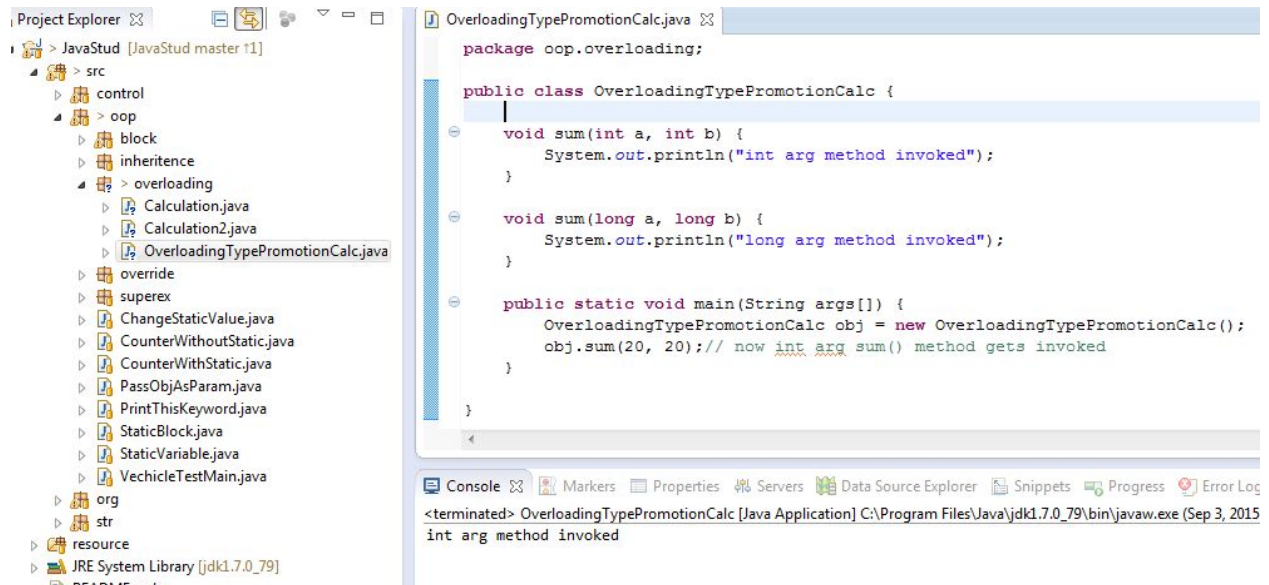 Project Explorer
> JavaStud [JavaStud master ↑1]
> src
control
> oop
block
inheritence
> overloading
Calculation.java
Calculation2.java
OverloadingTypePromotionCalc.java
override
superex
ChangeStaticValue.java
CounterWithoutStatic.java
CounterWithStatic.java
PassObjAsParam.java
PrintThisKeyword.java
StaticBlock.java
StaticVariable.java
VechicleTestMain.java
org
str
resource
JRE System Library [jdk1.7.0_79]
OverloadingTypePromotionCalc.java
package oop.overloading;
public class OverloadingTypePromotionCalc {
void sum(int a, int b) {
System.out.println("int arg method invoked");
}
void sum(long a, long b) {
System.out.println("long arg method invoked");
}
public static void main(String args[]) {
OverloadingTypePromotionCalc obj = new OverloadingTypePromotionCalc();
obj.sum(20, 20);// now int arg sum() method gets invoked
}
}
Console Markers Properties Servers Data Source Explorer Snippets Progress Error Log
<terminated> OverloadingTypePromotionCalc [Java Application] C:\Program Files\Java\jdk1.7.0_79\bin\javaw.exe (Sep 3, 2015
int arg method invoked